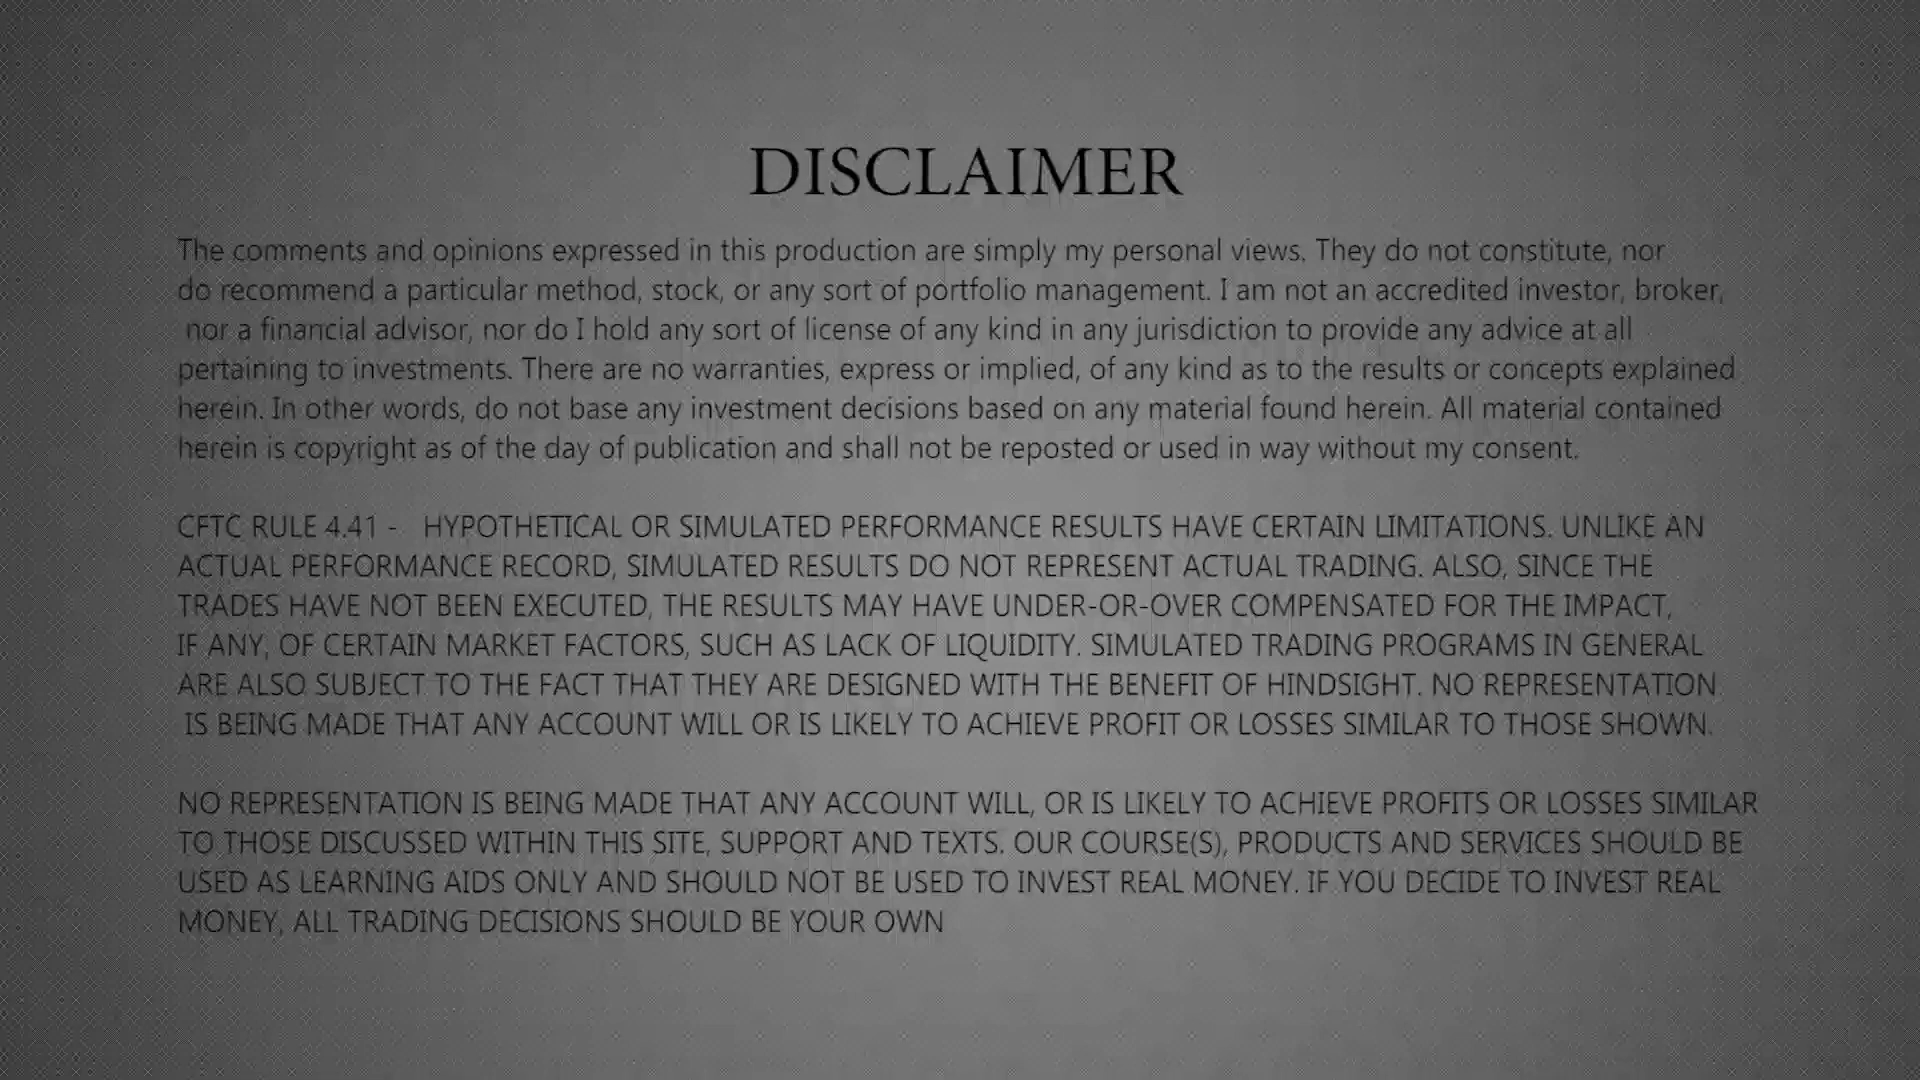 DISCLAIMER
The comments and opinions expressed in this production are simply my personal views. They do not constitute, nor
do recommend a particular method, stock, or any sort of portfolio management. I am not an accredited investor, broker,
nor a financial advisor, nor do I hold any sort of license of any kind in any jurisdiction to provide any advice at all
pertaining to investments. There are no warranties, express or implied, of any kind as to the results or concepts explained
herein. In other words, do not base any investment decisions based on any material found herein. All material contained
herein is copyright as of the day of publication and shall not be reposted or used in way without my consent.
CFTC RULE 4.41 - HYPOTHETICAL OR SIMULATED PERFORMANCE RESULTS HAVE CERTAIN LIMITATIONS. UNLIKE AN
ACTUAL PERFORMANCE RECORD, SIMULATED RESULTS DO NOT REPRESENT ACTUAL TRADING. ALSO, SINCE THE
TRADES HAVE NOT BEEN EXECUTED, THE RESULTS MAY HAVE UNDER-OR-OVER COMPENSATED FOR THE IMPACT,
IF ANY, OF CERTAIN MARKET FACTORS, SUCH AS LACK OF LIQUIDITY. SIMULATED TRADING PROGRAMS IN GENERAL
ARE ALSO SUBJECT TO THE FACT THAT THEY ARE DESIGNED WITH THE BENEFIT OF HINDSIGHT. NO REPRESENTATION
IS BEING MADE THAT ANY ACCOUNT WILL OR IS LIKELY TO ACHIEVE PROFIT OR LOSSES SIMILAR TO THOSE SHOWN.
NO REPRESENTATION IS BEING MADE THAT ANY ACCOUNT WILL, OR IS LIKELY TO ACHIEVE PROFITS OR LOSSES SIMILAR
TO THOSE DISCUSSED WITHIN THIS SITE, SUPPORT AND TEXTS. OUR COURSE(S), PRODUCTS AND SERVICES SHOULD BE
USED AS LEARNING AIDS ONLY AND SHOULD NOT BE USED TO INVEST REAL MONEY. IF YOU DECIDE TO INVEST REAL
MONEY, ALL TRADING DECISIONS SHOULD BE YOUR OWN